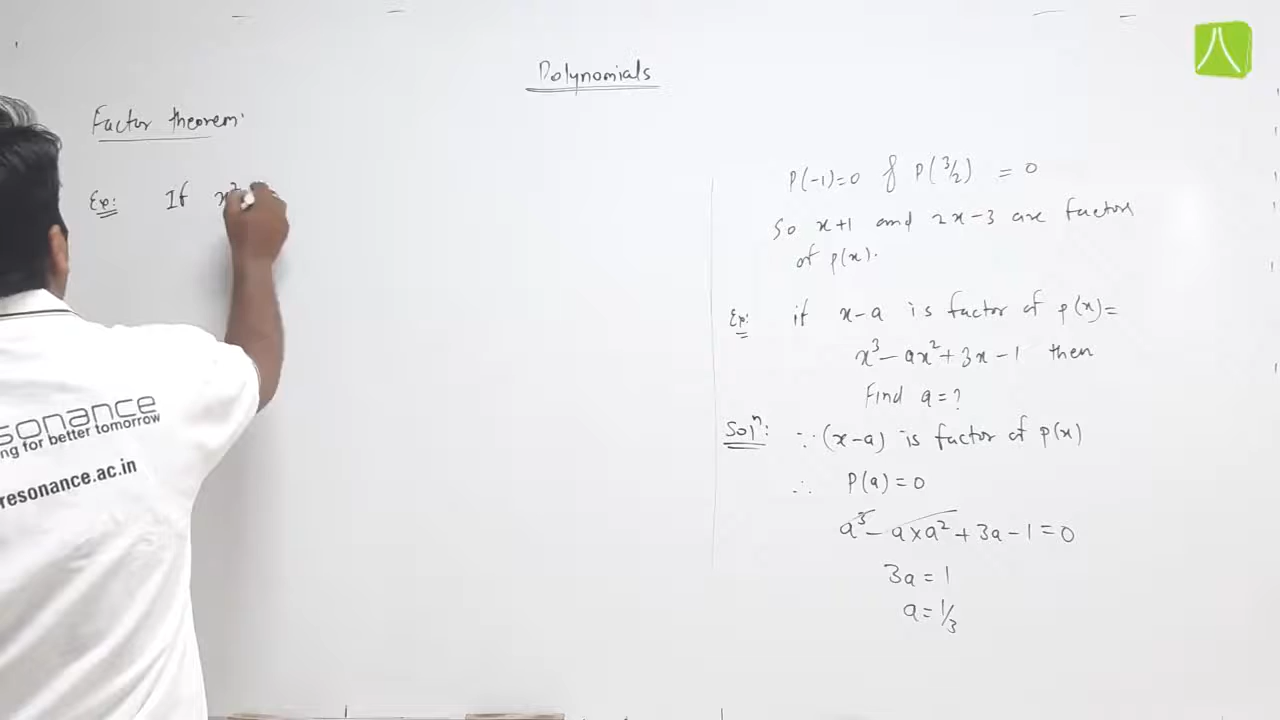 Polynomials
Factor theorem:
Ex: If x²
P(-1)=0 & P(3/2) = 0
So x+1 and 2x-3 are factors
of p(x).
Ex: if x-a is factor of p(x)=
x³-ax²+3x-1 then
Find a=?
Solⁿ: ∵(x-a) is factor of p(x)
∴ P(a)=0
a³-a×a²+3a-1=0
3a=1
a=1/3
sonance
ng for better tomorrow
resonance.ac.in